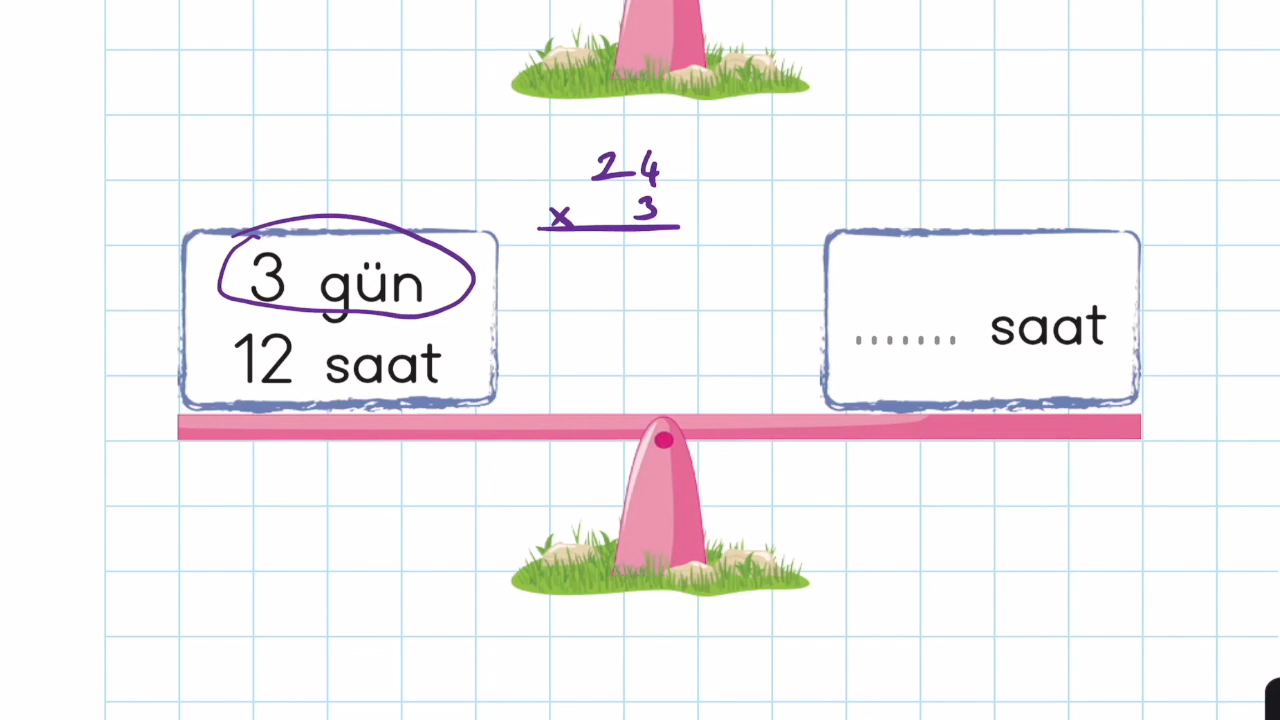 24
x 3
3 gün
12 saat
....... saat